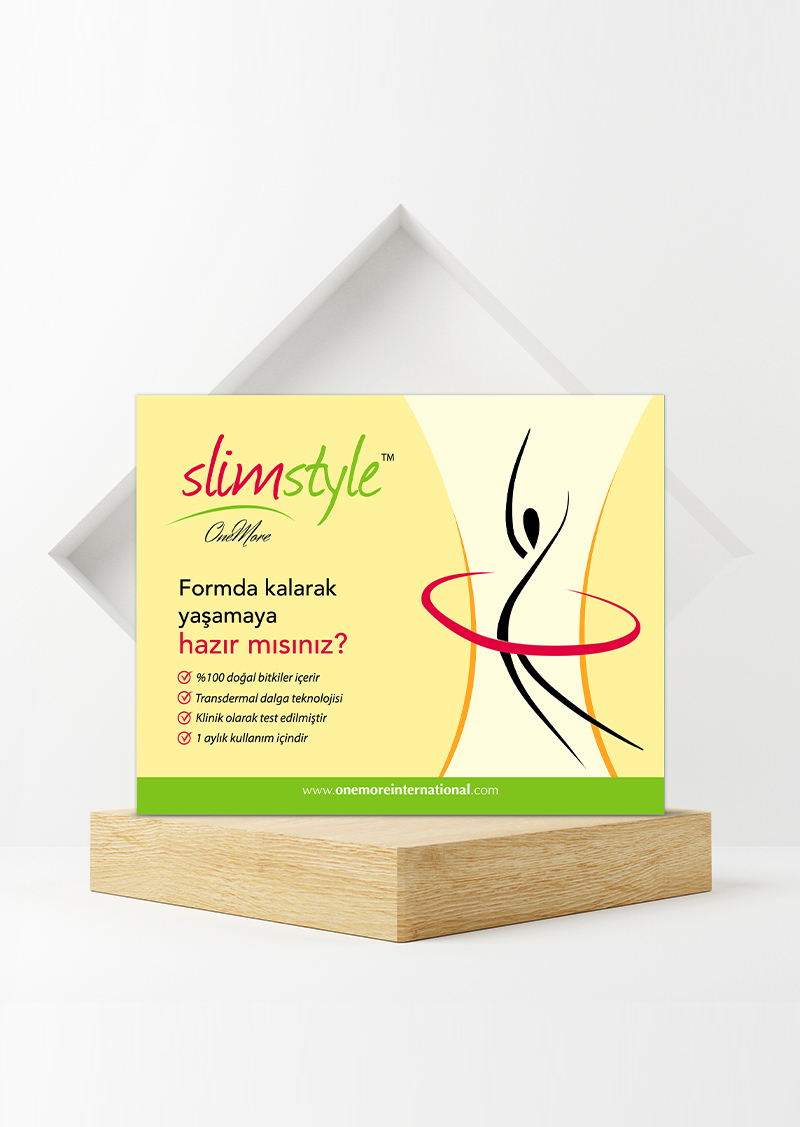 slimstyle™
OneMore
Formda kalarak
yaşamaya
hazır mısınız?
%100 doğal bitkiler içerir
Transdermal dalga teknolojisi
Klinik olarak test edilmiştir
1 aylık kullanım içindir
www.onemoreinternational.com